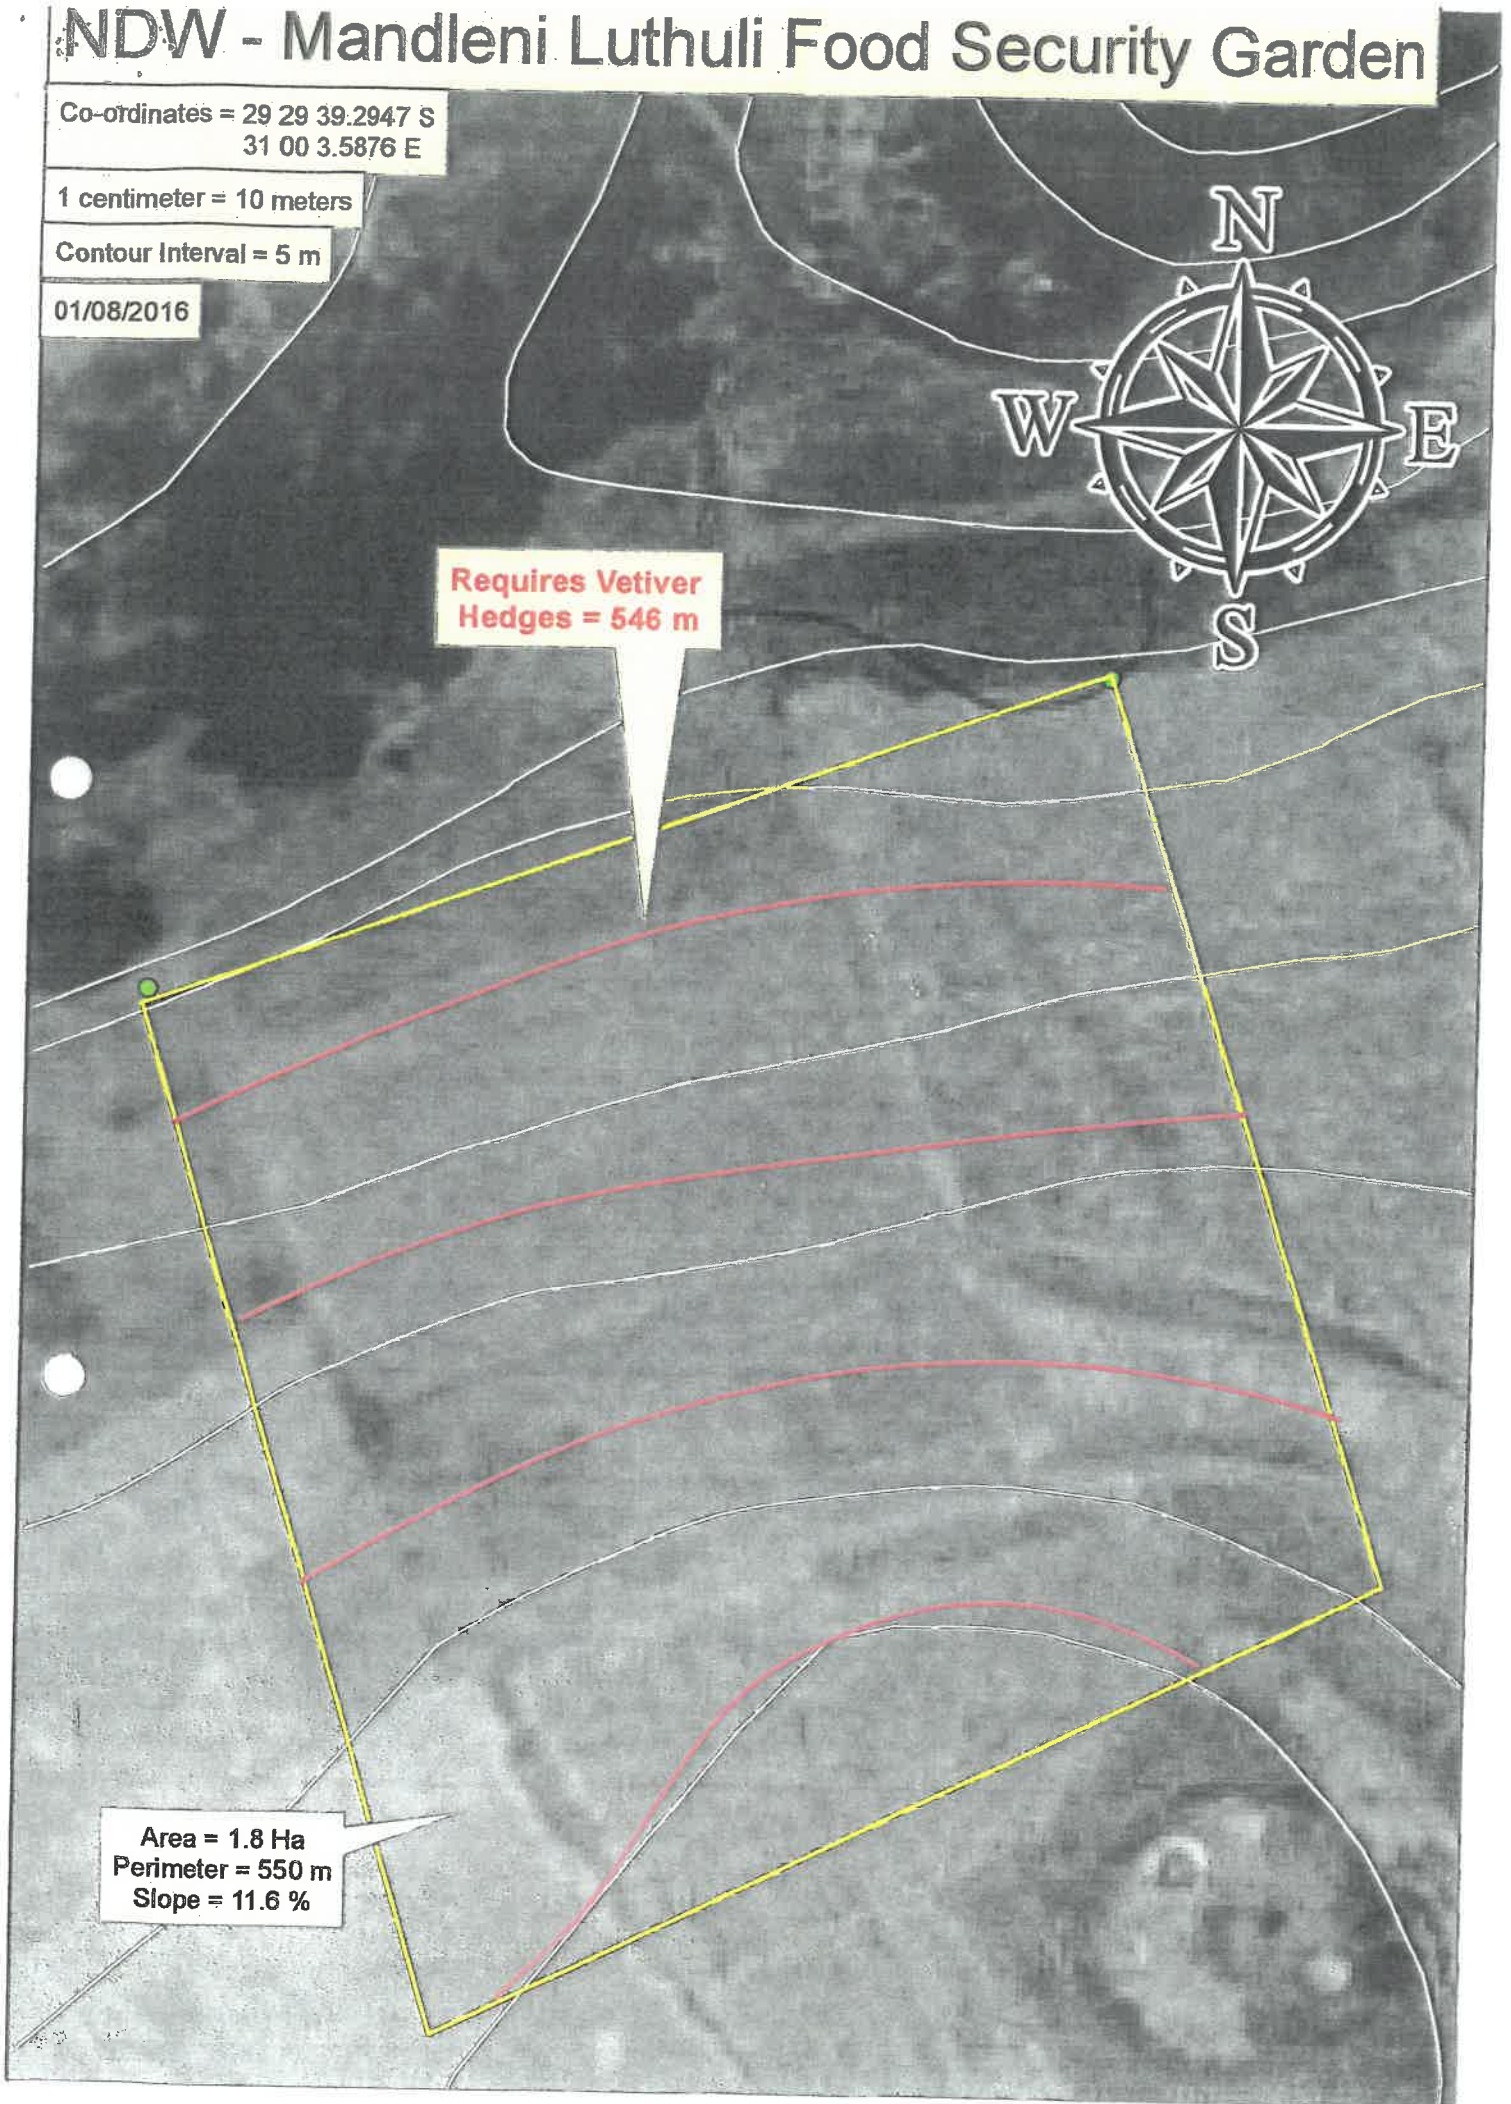 NDW - Mandleni Luthuli Food Security Garden
Co-ordinates = 29 29 39.2947 S
31 00 3.5876 E
1 centimeter = 10 meters
Contour Interval = 5 m
01/08/2016
N
W
E
S
Requires Vetiver
Hedges = 546 m
Area = 1.8 Ha
Perimeter = 550 m
Slope = 11.6 %